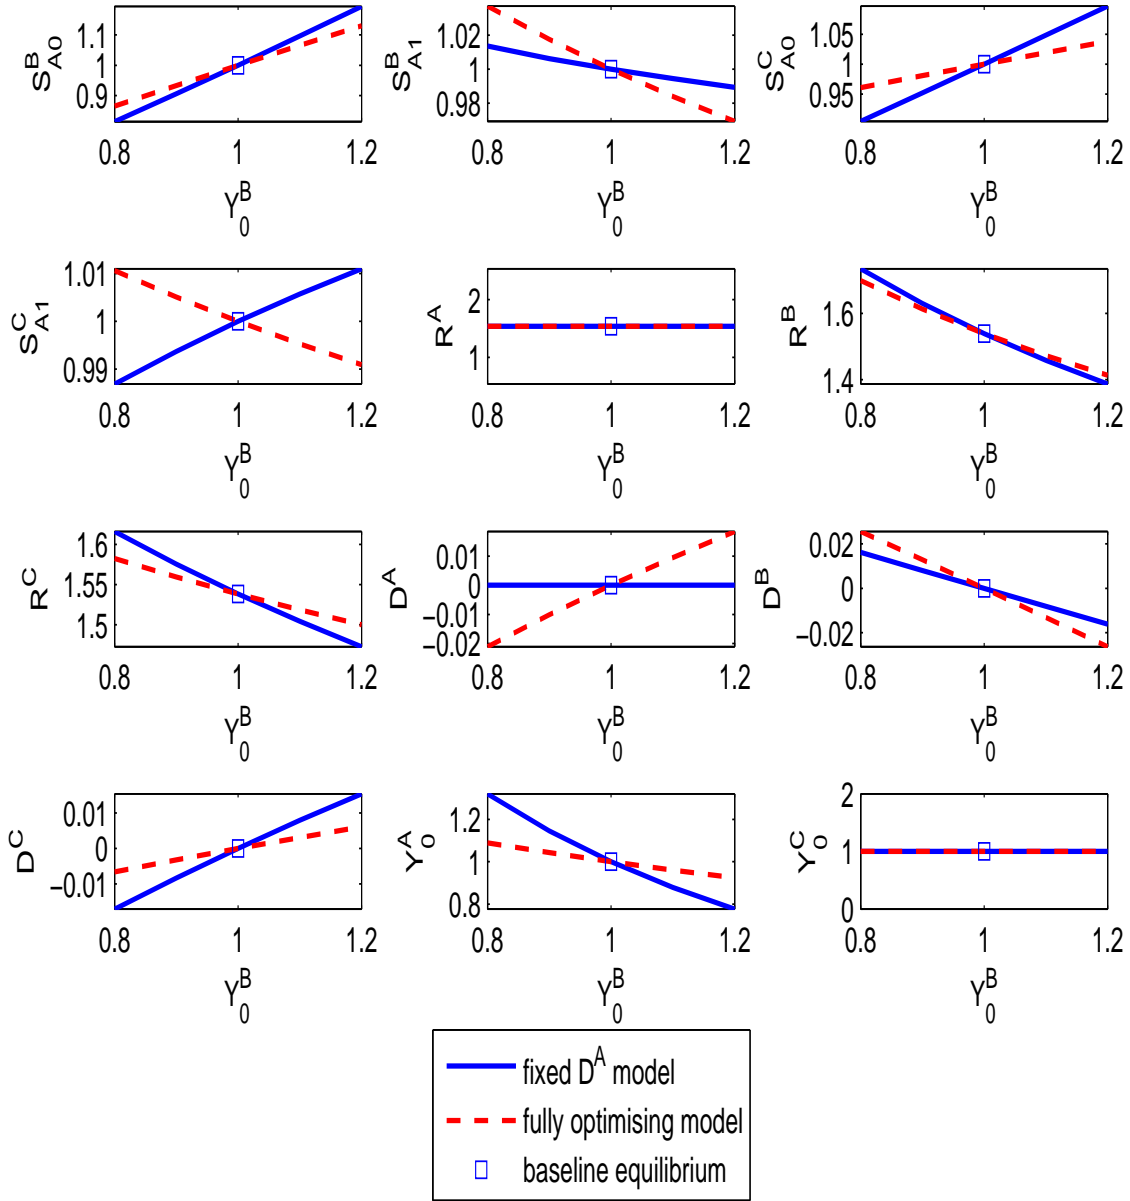 S^B_A0 1.1 1 0.9 0.8 1 1.2 Y^B_0
S^B_A1 1.02 1 0.98 0.8 1 1.2 Y^B_0
S^C_A0 1.05 1 0.95 0.8 1 1.2 Y^B_0
S^C_A1 1.01 1 0.99 0.8 1 1.2 Y^B_0
R^A 2 1 0.8 1 1.2 Y^B_0
R^B 1.6 1.4 0.8 1 1.2 Y^B_0
R^C 1.6 1.55 1.5 0.8 1 1.2 Y^B_0
D^A 0.01 0 −0.01 −0.02 0.8 1 1.2 Y^B_0
D^B 0.02 0 −0.02 0.8 1 1.2 Y^B_0
D^C 0.01 0 −0.01 0.8 1 1.2 Y^B_0
Y^A_0 1.2 1 0.8 0.8 1 1.2 Y^B_0
Y^C_0 2 1 0 0.8 1 1.2 Y^B_0
fixed D^A model
fully optimising model
baseline equilibrium